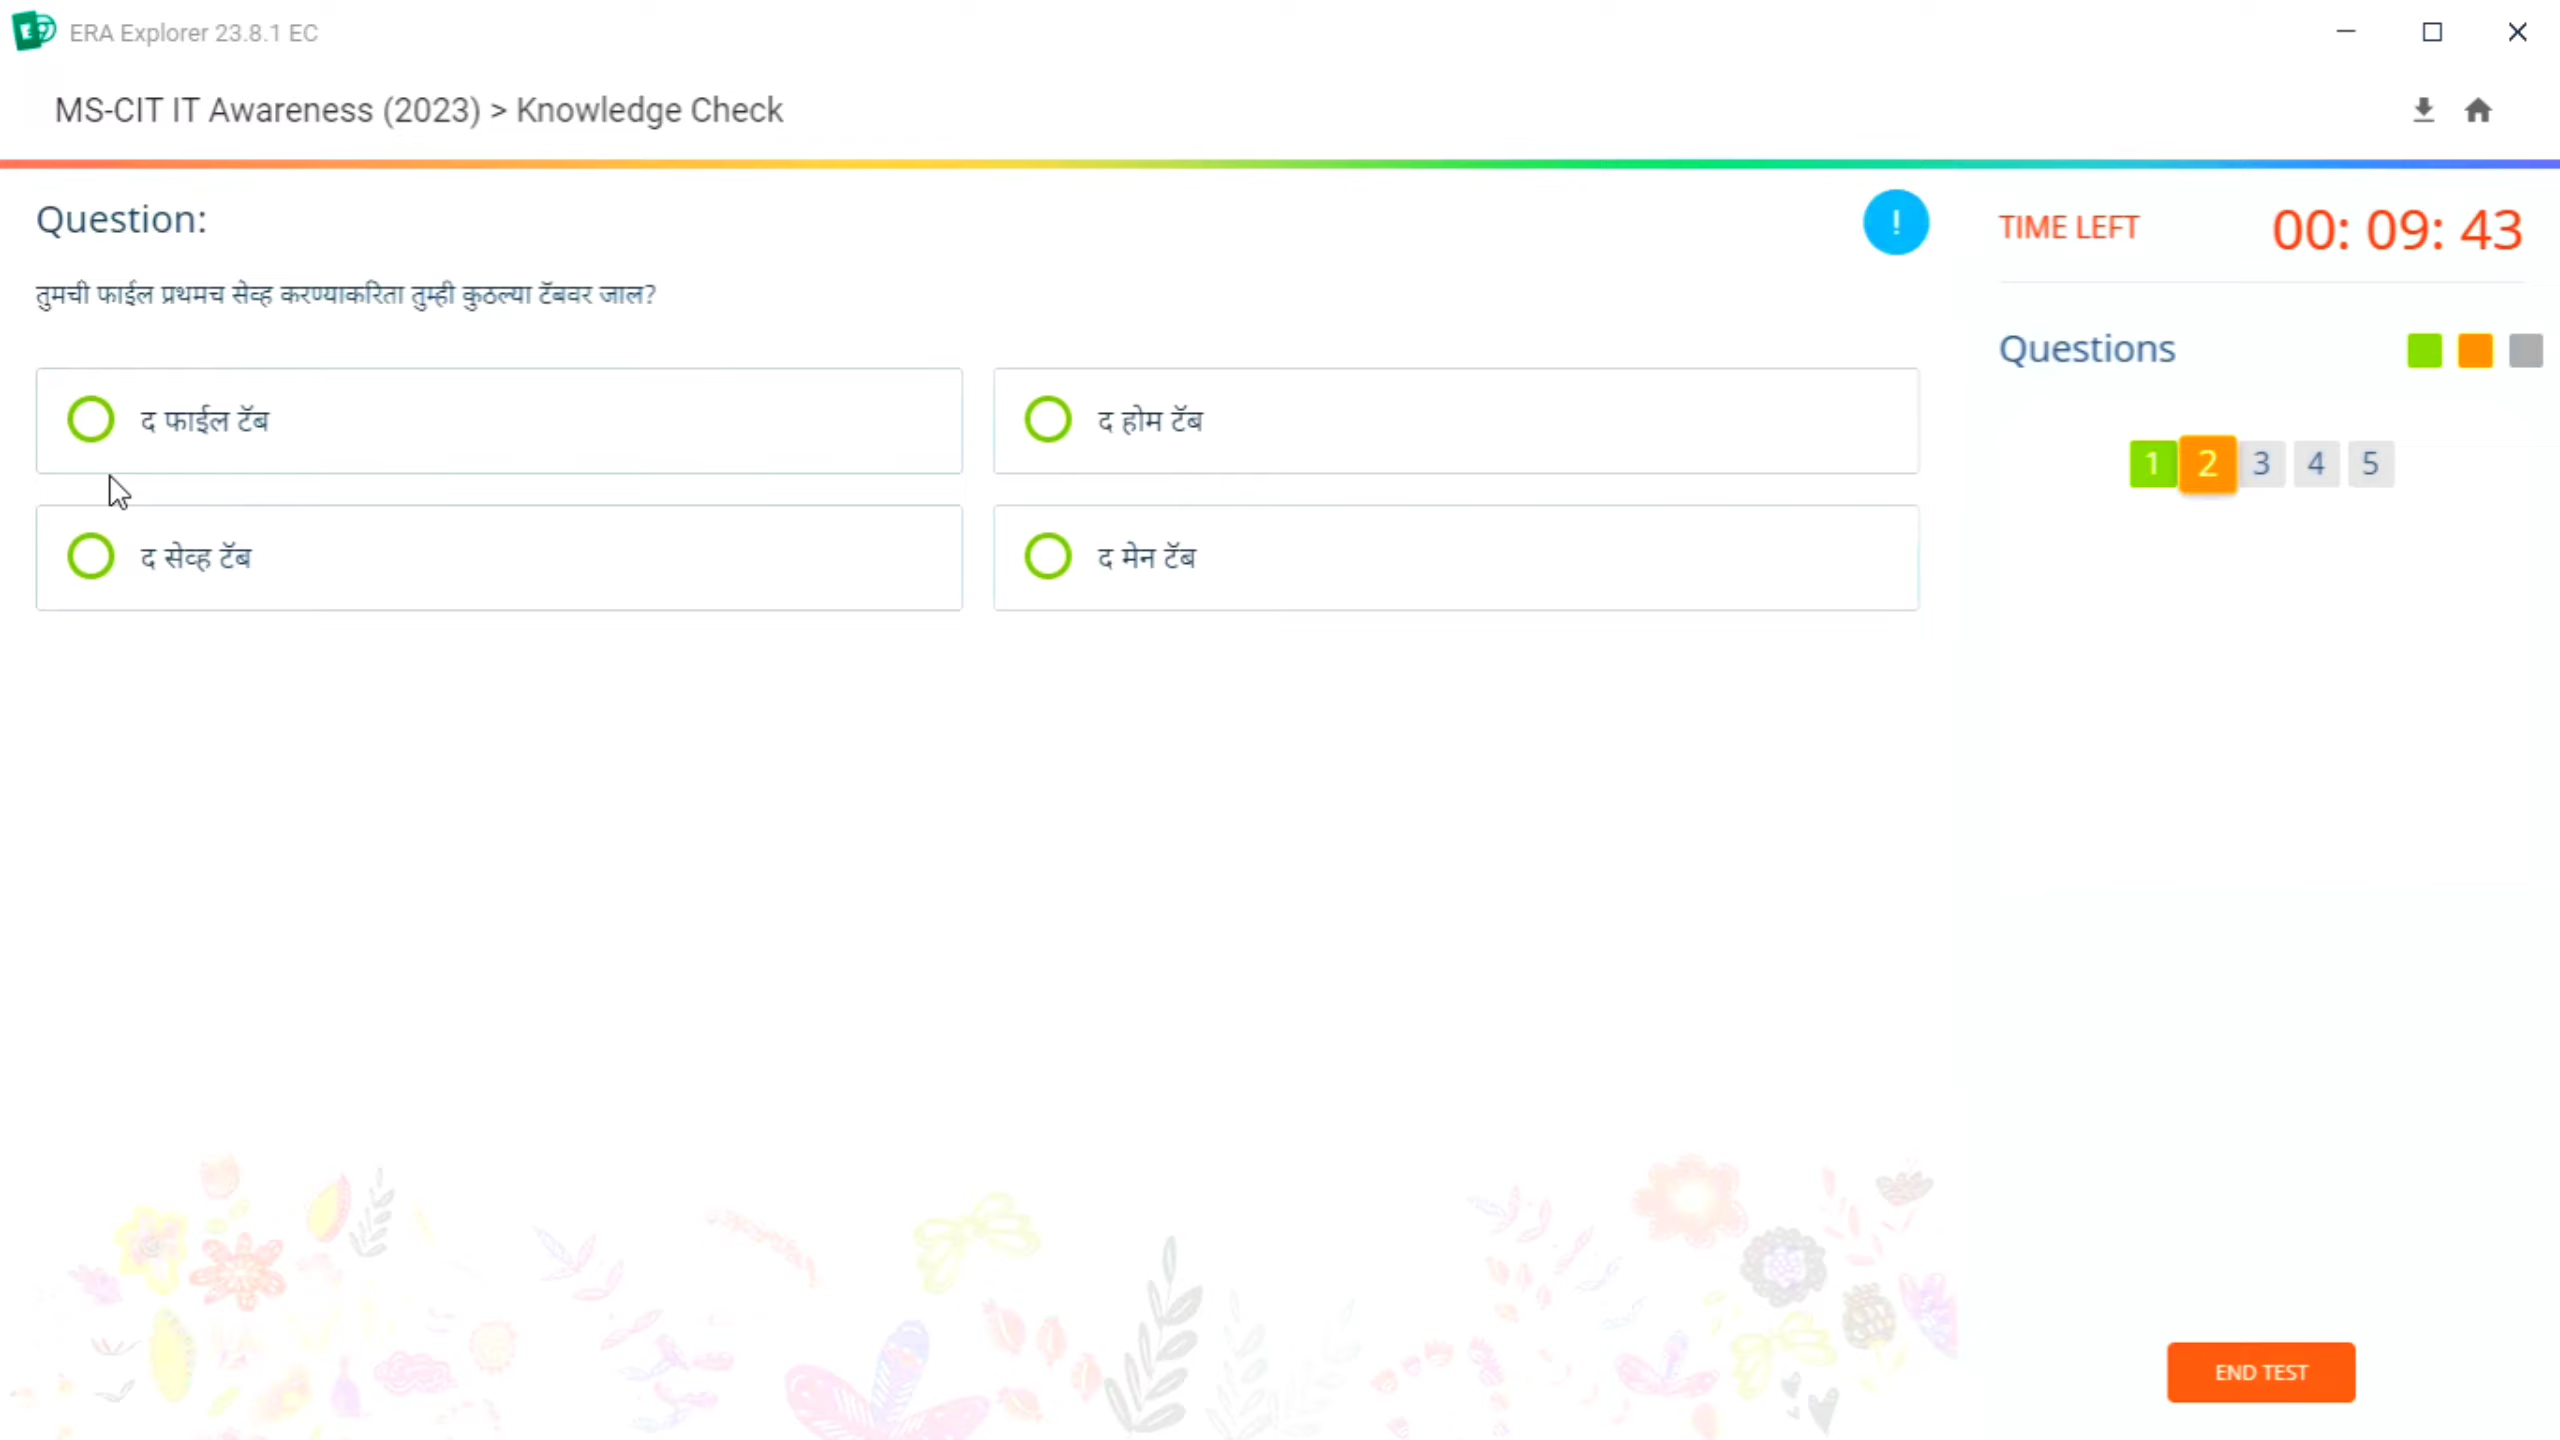 ERA Explorer 23.8.1 EC
MS-CIT IT Awareness (2023) > Knowledge Check
Question:
!
TIME LEFT
00: 09: 43
तुमची फाईल प्रथमच सेव्ह करण्याकरिता तुम्ही कुठल्या टॅबवर जाल?
Questions
द फाईल टॅब
द होम टॅब
1 2 3 4 5
द सेव्ह टॅब
द मेन टॅब
END TEST